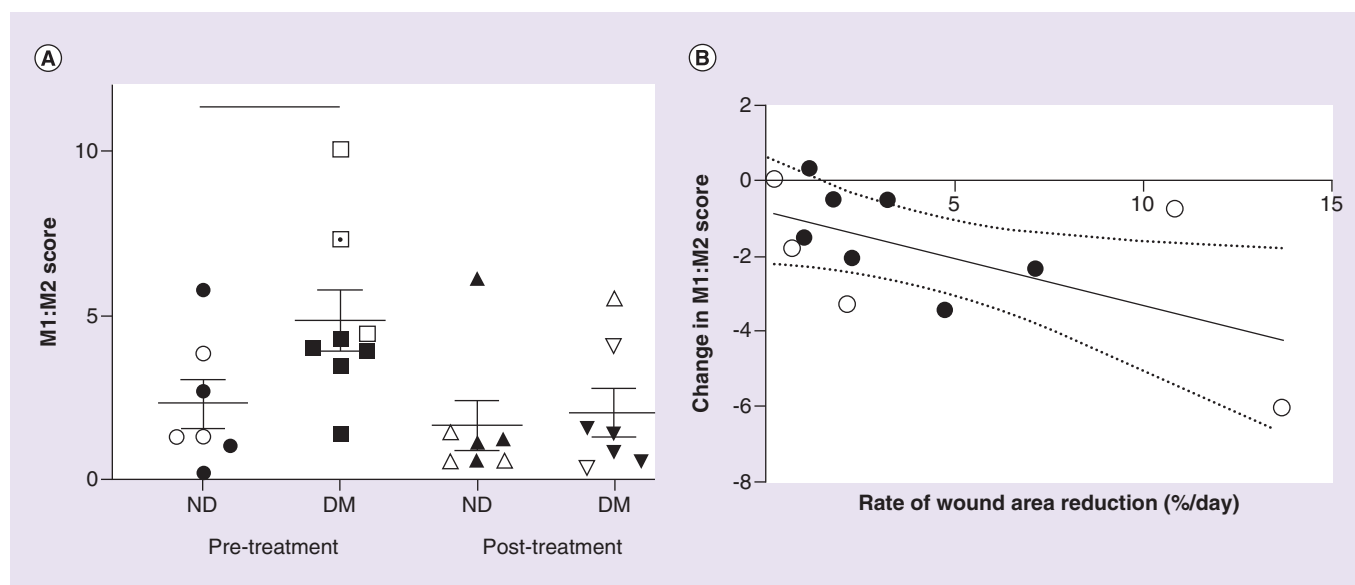 A
M1:M2 score
10
5
0
ND
DM
ND
DM
Pre-treatment
Post-treatment
B
Change in M1:M2 score
2
0
-2
-4
-6
-8
5
10
15
Rate of wound area reduction (%/day)